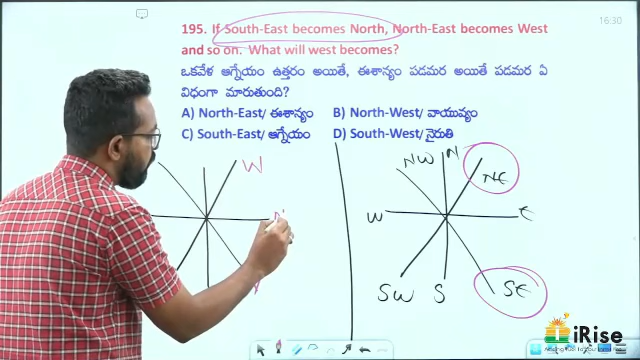 16:30
195. If South-East becomes North, North-East becomes West
and so on. What will west becomes?
ఒకవేళ ఆగ్నేయం ఉత్తరం అయితే, ఈశాన్యం పడమర అయితే పడమర ఏ
విధంగా మారుతుంది?
A) North-East/ ఈశాన్యం B) North-West/ వాయువ్యం
C) South-East/ ఆగ్నేయం D) South-West/ నైరుతి
W
NW N
NE
W E
SW S SE
iRise